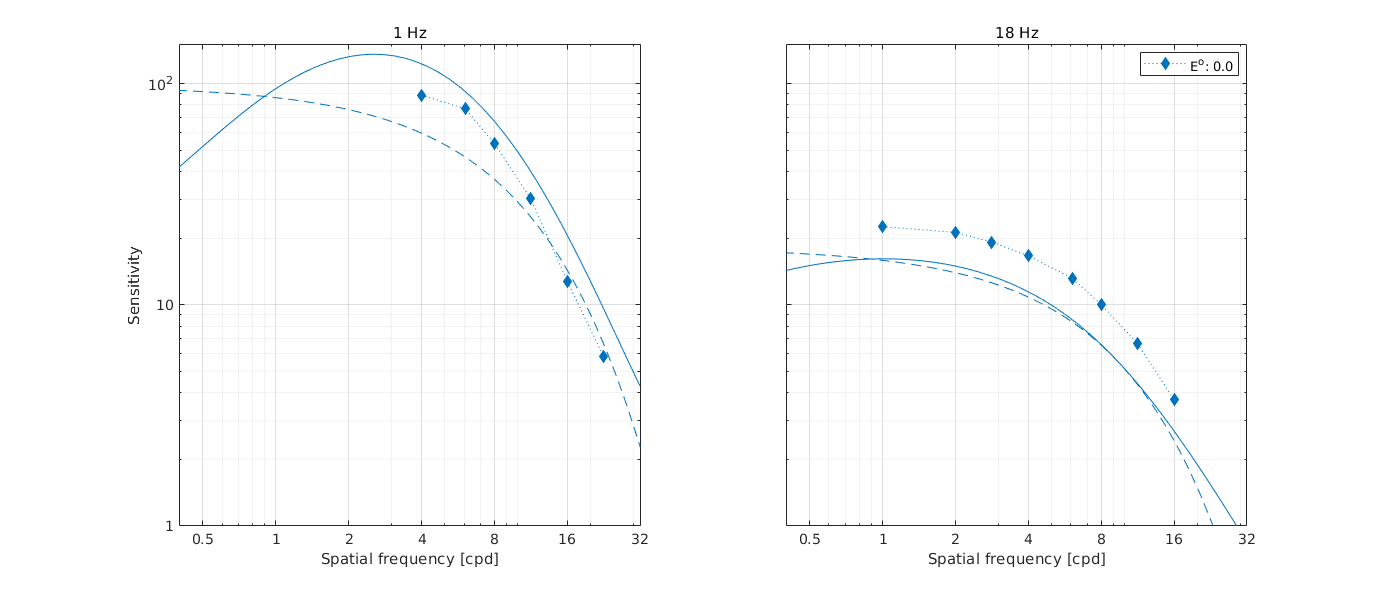 1 Hz
10²
10
1
Sensitivity
0.5 1 2 4 8 16 32
Spatial frequency [cpd]
18 Hz
Eº: 0.0
0.5 1 2 4 8 16 32
Spatial frequency [cpd]